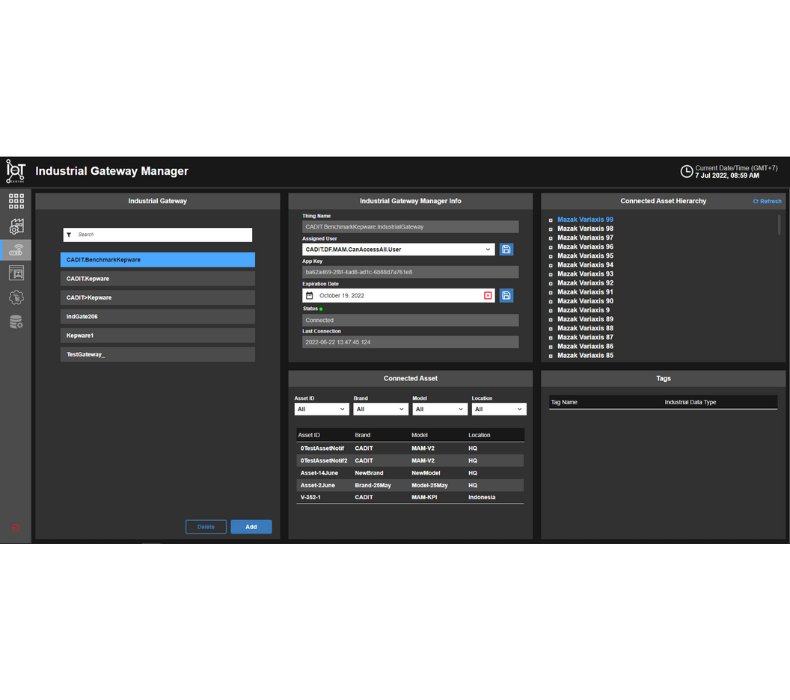 IoT
Industrial Gateway Manager
Current Date/Time (GMT+7)
7 Jul 2022, 08:59 AM
Industrial Gateway
Search
CADIT.BenchmarkKepware
CADIT.Kepware
CADIT>Kepware
IndGate206
Kepware1
TestGateway_
Delete
Add
Industrial Gateway Manager Info
Thing Name
CADIT.BenchmarkKepware.IndustrialGateway
Assigned User
CADIT.DF.MAM.CanAccessAll.User
App Key
Expiration Date
October 19, 2022
Status
Connected
Last Connection
2022-06-22 13:47:45.124
Connected Asset Hierarchy
Refresh
Mazak Variaxis 99
Mazak Variaxis 98
Mazak Variaxis 97
Mazak Variaxis 96
Mazak Variaxis 95
Mazak Variaxis 94
Mazak Variaxis 93
Mazak Variaxis 92
Mazak Variaxis 91
Mazak Variaxis 90
Mazak Variaxis 9
Mazak Variaxis 89
Mazak Variaxis 88
Mazak Variaxis 87
Mazak Variaxis 86
Mazak Variaxis 85
Connected Asset
Asset ID Brand Model Location
All All All All
Asset ID Brand Model Location
0TestAssetNotif CADIT MAM-V2 HQ
0TestAssetNotif2 CADIT MAM-V2 HQ
Asset-14June NewBrand NewModel HQ
Asset-2June Brand-25May Model-25May HQ
V-352-1 CADIT MAM-KPI Indonesia
Tags
Tag Name Industrial Data Type